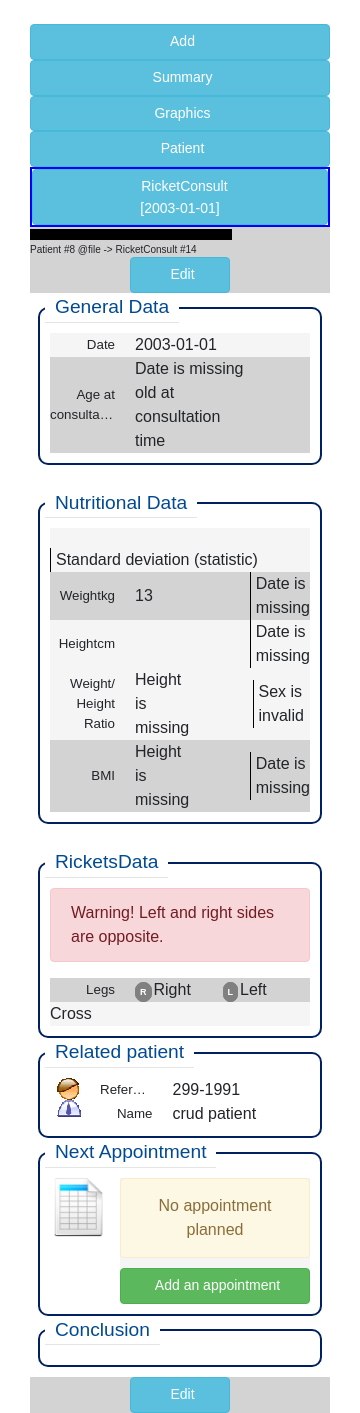 Add
Summary
Graphics
Patient
RicketConsult
[2003-01-01]
Patient #8 @file -> RicketConsult #14
Edit
General Data
Date 2003-01-01
Age at consulta… Date is missing
old at
consultation
time
Nutritional Data
Standard deviation (statistic)
Weightkg 13 Date is
missing
Heightcm Date is
missing
Weight/ Height
Height is Sex is
Ratio missing invalid
BMI Height
is
missing Date is
missing
RicketsData
Warning! Left and right sides
are opposite.
Legs R Right L Left
Cross
Related patient
Refer… 299-1991
Name crud patient
Next Appointment
No appointment
planned
Add an appointment
Conclusion
Edit